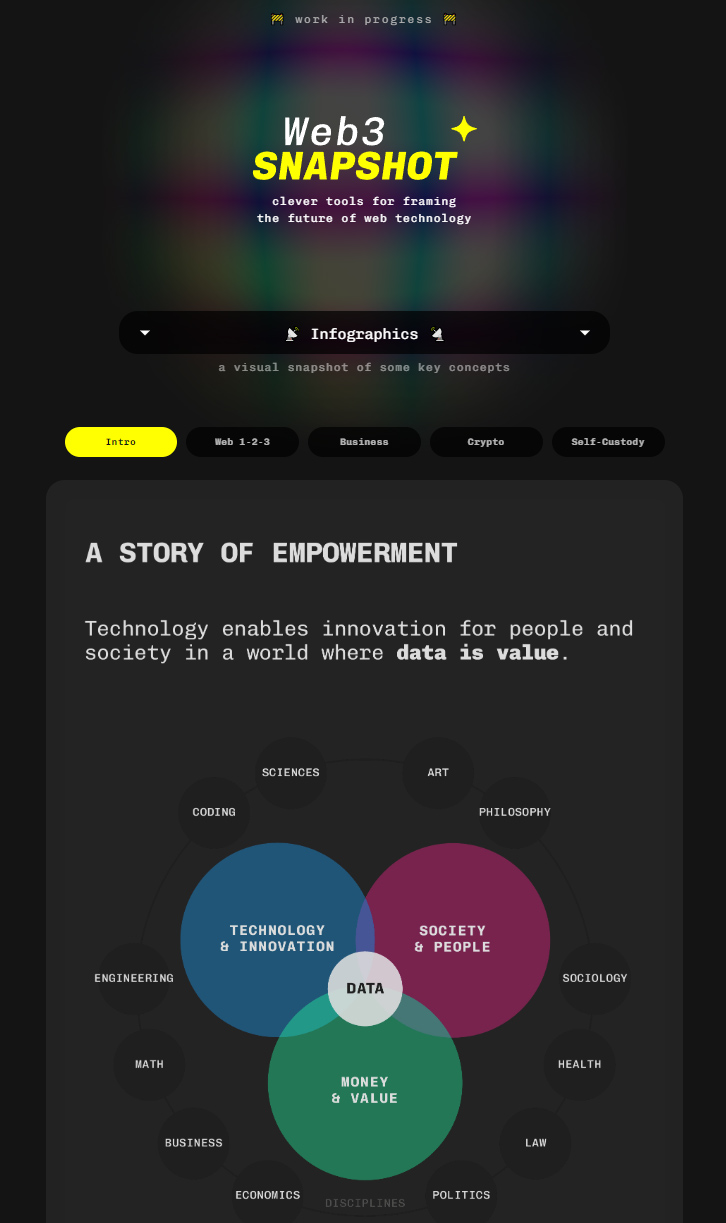 work in progress
Web3
SNAPSHOT
clever tools for framing
the future of web technology
Infographics
a visual snapshot of some key concepts
Intro
Web 1-2-3
Business
Crypto
Self-Custody
A STORY OF EMPOWERMENT
Technology enables innovation for people and
society in a world where data is value.
SCIENCES
ART
CODING
PHILOSOPHY
TECHNOLOGY
& INNOVATION
SOCIETY
& PEOPLE
ENGINEERING
DATA
SOCIOLOGY
MATH
HEALTH
MONEY
& VALUE
BUSINESS
LAW
ECONOMICS
DISCIPLINES
POLITICS